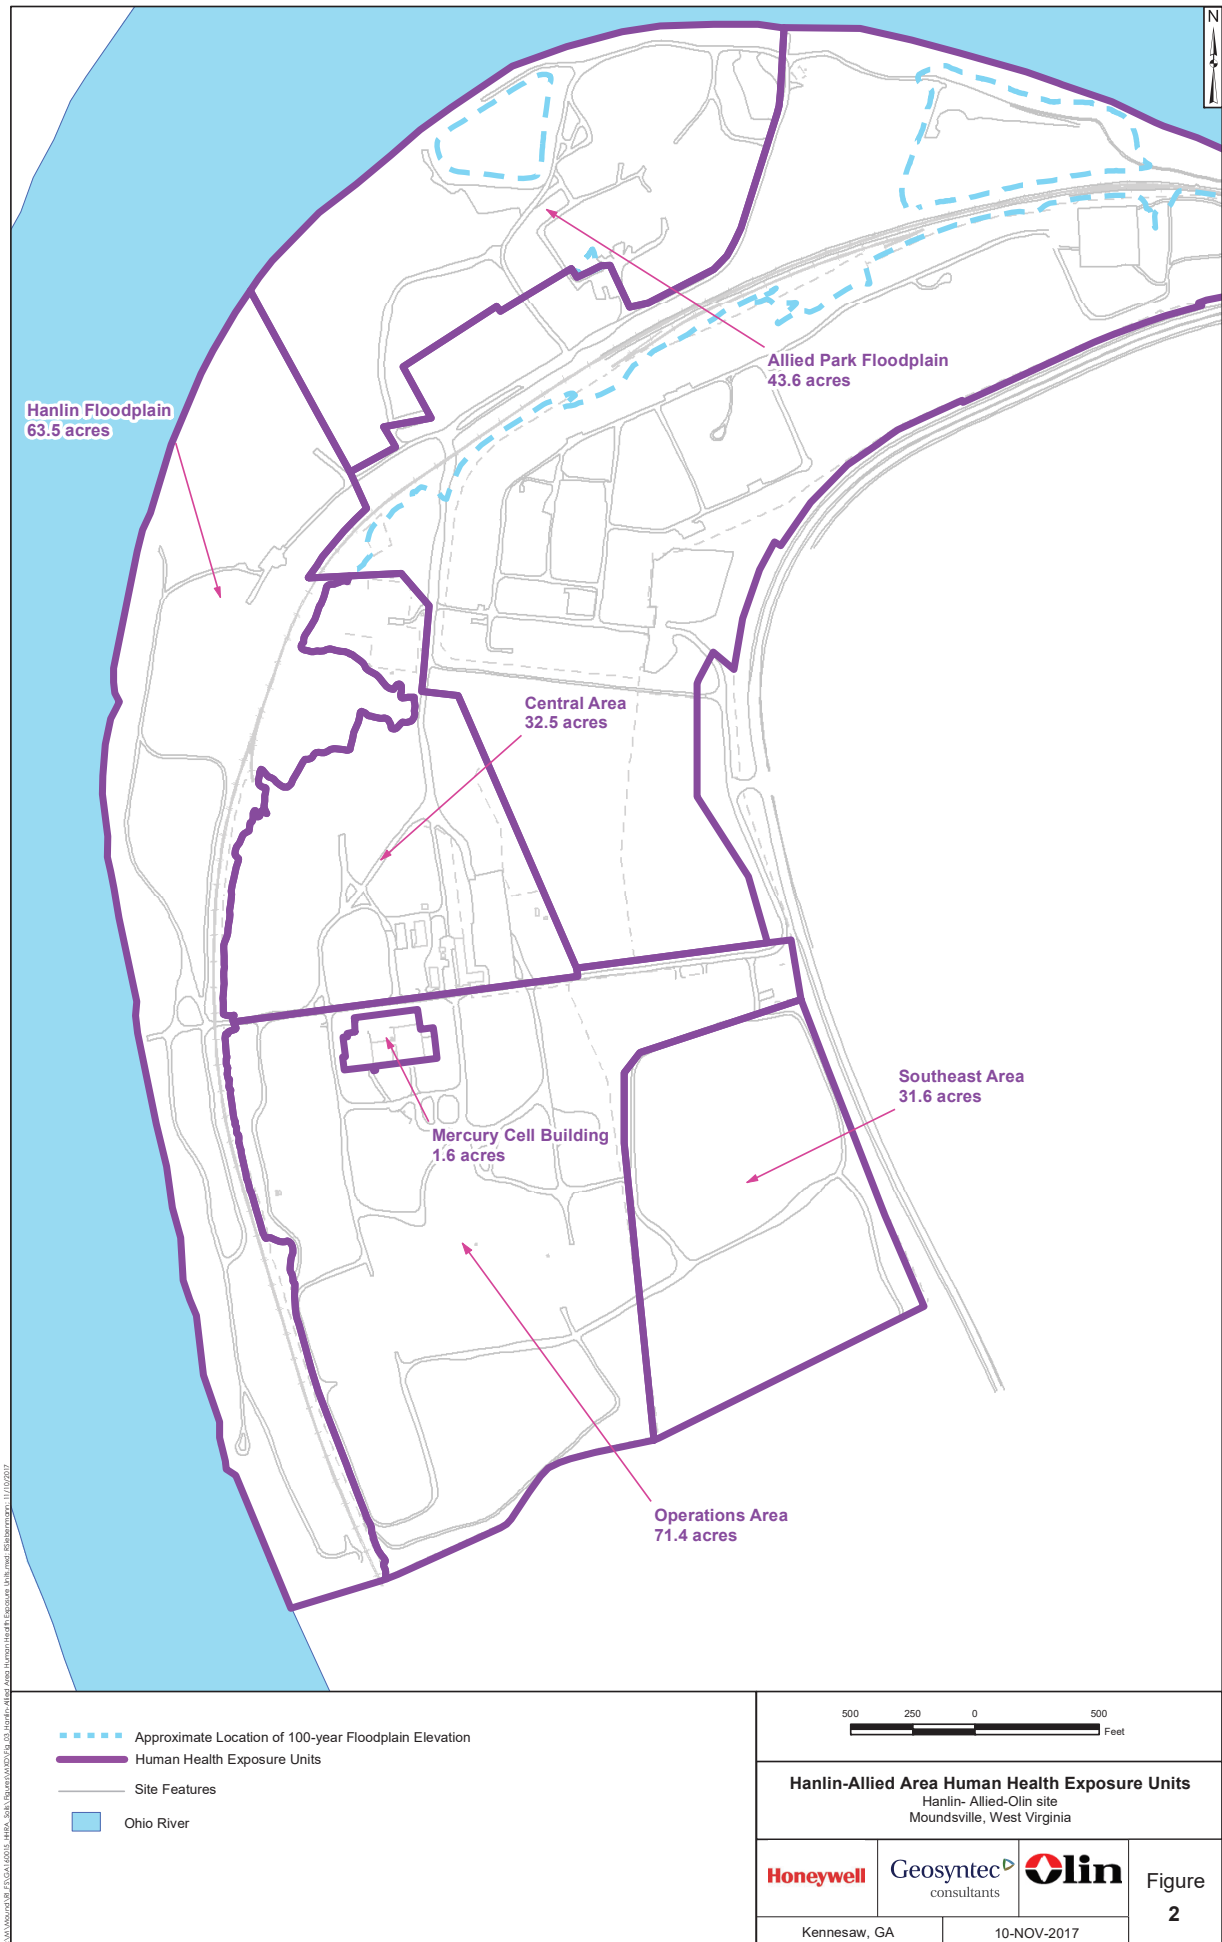 N
Allied Park Floodplain
43.6 acres
Hanlin Floodplain
63.5 acres
Central Area
32.5 acres
Southeast Area
31.6 acres
Mercury Cell Building
1.6 acres
Operations Area
71.4 acres
Approximate Location of 100-year Floodplain Elevation
Human Health Exposure Units
Site Features
Ohio River
500 250 0 500
Feet
Hanlin-Allied Area Human Health Exposure Units
Hanlin- Allied-Olin site
Moundsville, West Virginia
Honeywell
Geosyntec
consultants
Olin
Figure
2
Kennesaw, GA
10-NOV-2017